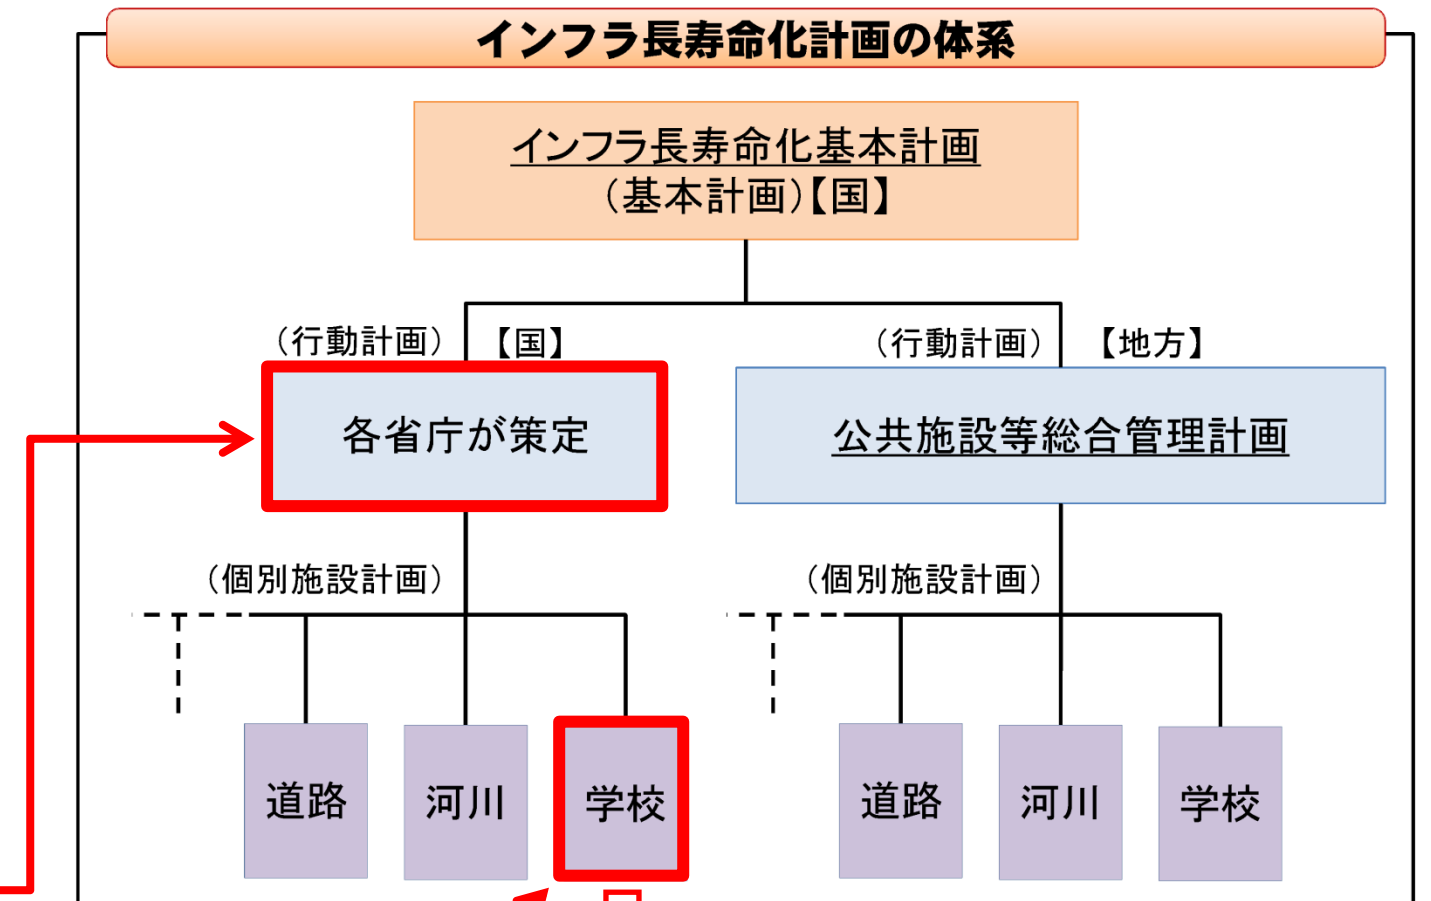 インフラ長寿命化計画の体系
インフラ長寿命化基本計画
(基本計画)【国】
(行動計画)
【国】
(行動計画)
【地方】
各省庁が策定
公共施設等総合管理計画
(個別施設計画)
(個別施設計画)
道路
河川
学校
道路
河川
学校